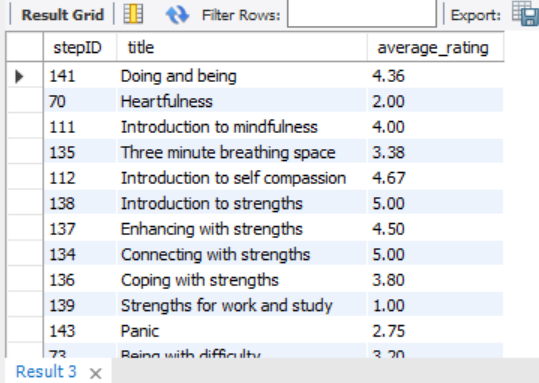 Result Grid Filter Rows: Export:
stepID title average_rating
141 Doing and being 4.36
70 Heartfulness 2.00
111 Introduction to mindfulness 4.00
135 Three minute breathing space 3.38
112 Introduction to self compassion 4.67
138 Introduction to strengths 5.00
137 Enhancing with strengths 4.50
134 Connecting with strengths 5.00
136 Coping with strengths 3.80
139 Strengths for work and study 1.00
143 Panic 2.75
73 Being with difficulty 3.20
Result 3 ×